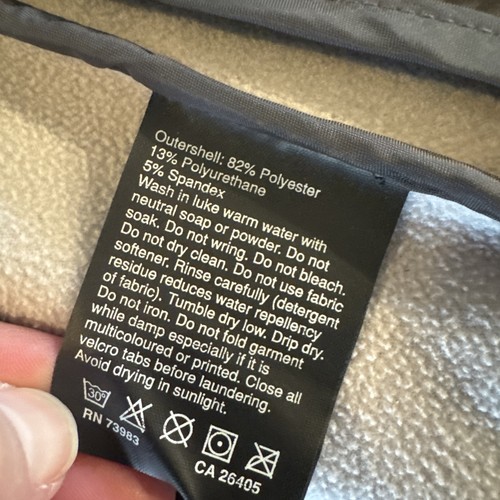 Outershell: 82% Polyester
13% Polyurethane
5% Spandex
Wash in luke warm water with
neutral soap or powder. Do not
soak. Do not wring. Do not bleach.
Do not dry clean. Do not use fabric
softener. Rinse carefully (detergent
residue reduces water repellency
of fabric). Tumble dry low. Drip dry.
Do not iron. Do not fold garment
while damp especially if it is
multicoloured or printed. Close all
velcro tabs before laundering.
Avoid drying in sunlight.
30°
RN 73983
CA 26405